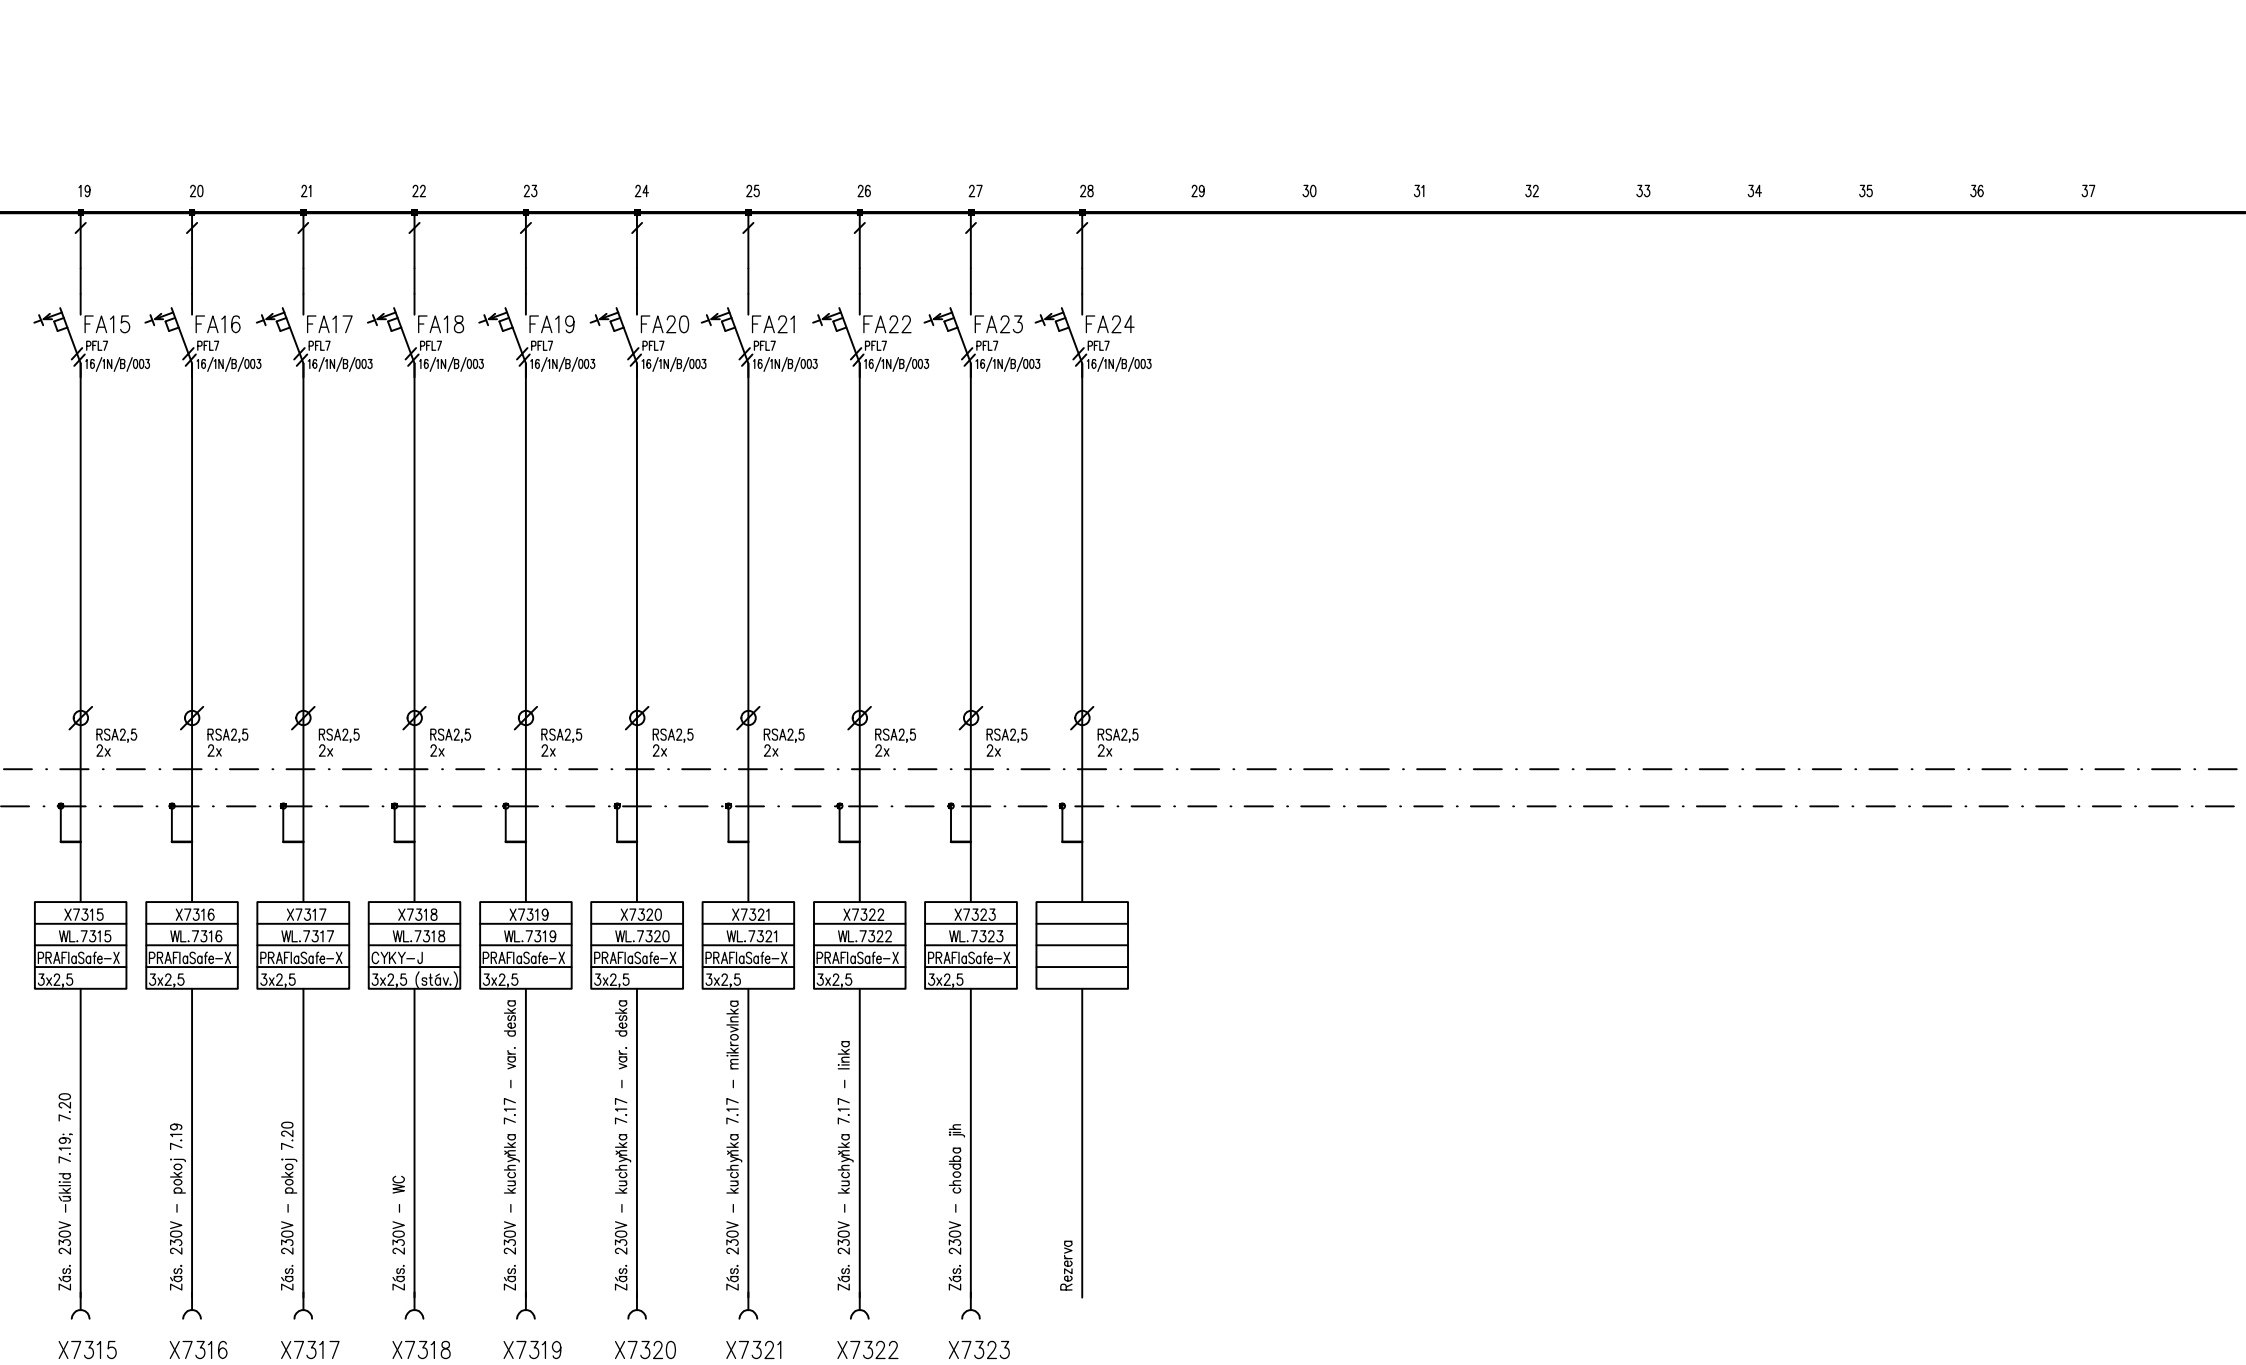 19 20 21 22 23 24 25 26 27 28 29 30 31 32 33 34 35 36 37
FA15 FA16 FA17 FA18 FA19 FA20 FA21 FA22 FA23 FA24
PFL7 PFL7 PFL7 PFL7 PFL7 PFL7 PFL7 PFL7 PFL7 PFL7
16/1N/B/003 16/1N/B/003 16/1N/B/003 16/1N/B/003 16/1N/B/003 16/1N/B/003 16/1N/B/003 16/1N/B/003 16/1N/B/003 16/1N/B/003
RSA2,5 RSA2,5 RSA2,5 RSA2,5 RSA2,5 RSA2,5 RSA2,5 RSA2,5 RSA2,5 RSA2,5
2x 2x 2x 2x 2x 2x 2x 2x 2x 2x
X7315 X7316 X7317 X7318 X7319 X7320 X7321 X7322 X7323
WL.7315 WL.7316 WL.7317 WL.7318 WL.7319 WL.7320 WL.7321 WL.7322 WL.7323
PRAFlaSafe-X PRAFlaSafe-X PRAFlaSafe-X CYKY-J PRAFlaSafe-X PRAFlaSafe-X PRAFlaSafe-X PRAFlaSafe-X PRAFlaSafe-X
3x2,5 3x2,5 3x2,5 3x2,5 (stáv.) 3x2,5 3x2,5 3x2,5 3x2,5 3x2,5
Zás. 230V -úklid 7.19; 7.20
Zás. 230V - pokoj 7.19
Zás. 230V - pokoj 7.20
Zás. 230V - WC
Zás. 230V - kuchyňka 7.17 - var. deska
Zás. 230V - kuchyňka 7.17 - var. deska
Zás. 230V - kuchyňka 7.17 - mikrovlnka
Zás. 230V - kuchyňka 7.17 - linka
Zás. 230V - chodba jih
Rezerva
X7315 X7316 X7317 X7318 X7319 X7320 X7321 X7322 X7323